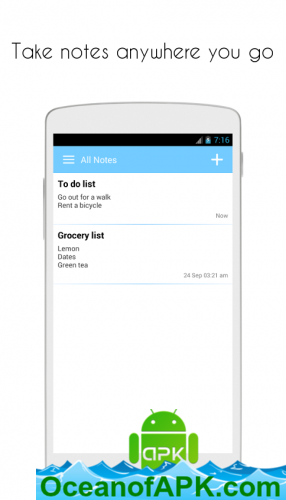 Take notes anywhere you go
7:16
All Notes
To do list
Go out for a walk
Rent a bicycle
Now
Grocery list
Lemon
Dates
Green tea
24 Sep 03:21 am
APK
OceanofAPK.com